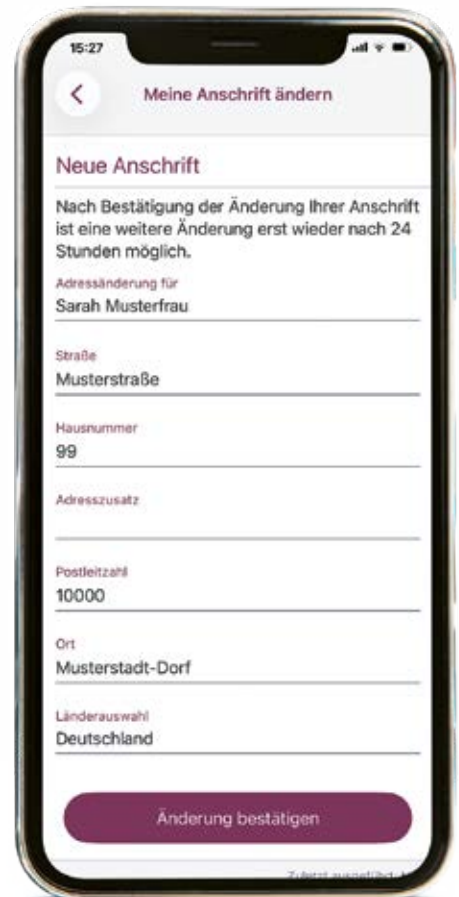 15:27
Meine Anschrift ändern
Neue Anschrift
Nach Bestätigung der Änderung Ihrer Anschrift
ist eine weitere Änderung erst wieder nach 24
Stunden möglich.
Adressänderung für
Sarah Musterfrau
Straße
Musterstraße
Hausnummer
99
Adresszusatz
Postleitzahl
10000
Ort
Musterstadt-Dorf
Länderauswahl
Deutschland
Änderung bestätigen